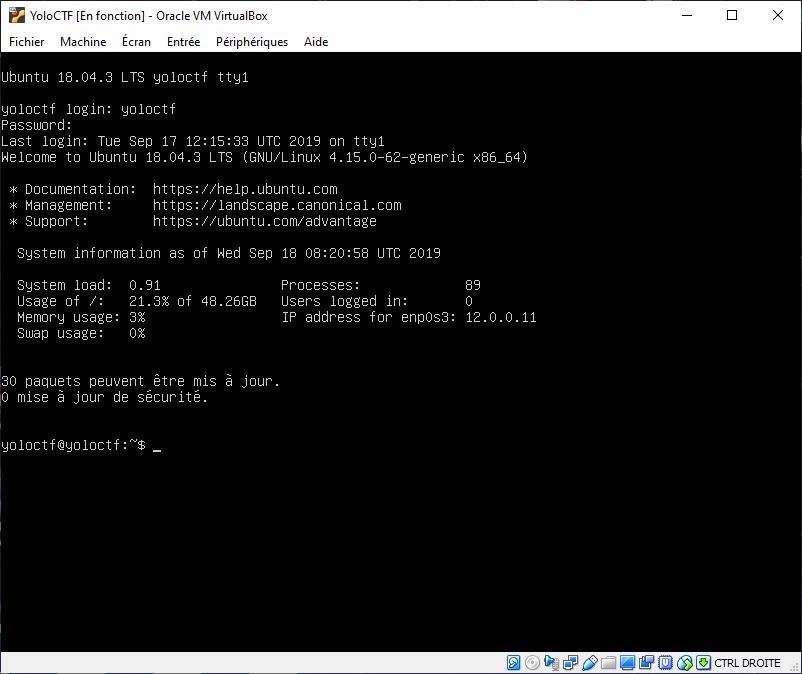 YoloCTF [En fonction] - Oracle VM VirtualBox
Fichier Machine Écran Entrée Périphériques Aide
Ubuntu 18.04.3 LTS yoloctf tty1
yoloctf login: yoloctf
Password:
Last login: Tue Sep 17 12:15:33 UTC 2019 on tty1
Welcome to Ubuntu 18.04.3 LTS (GNU/Linux 4.15.0-62-generic x86_64)
* Documentation: https://help.ubuntu.com
* Management: https://landscape.canonical.com
* Support: https://ubuntu.com/advantage
System information as of Wed Sep 18 08:20:58 UTC 2019
System load: 0.91 Processes: 89
Usage of /: 21.3% of 48.26GB Users logged in: 0
Memory usage: 3% IP address for enp0s3: 12.0.0.11
Swap usage: 0%
30 paquets peuvent être mis à jour.
0 mise à jour de sécurité.
yoloctf@yoloctf:~$ _
CTRL DROITE